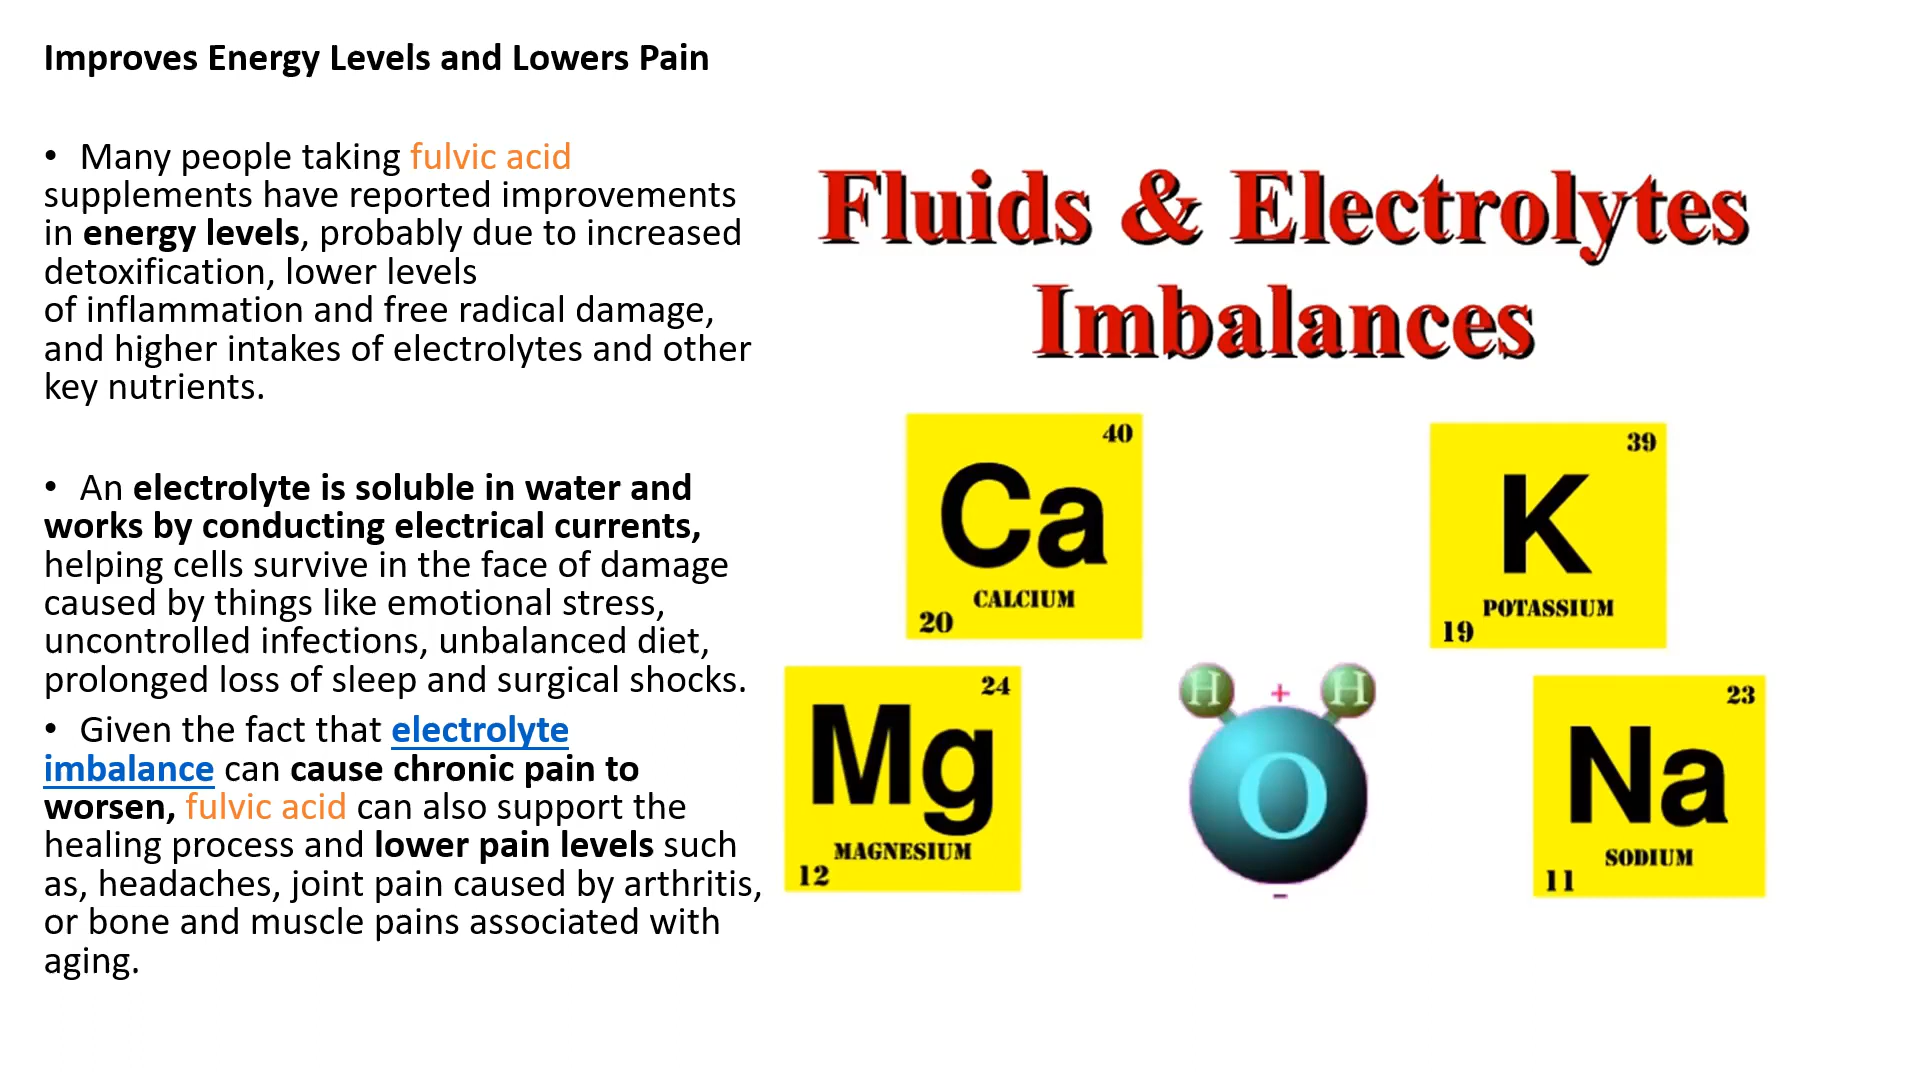 Improves Energy Levels and Lowers Pain
• Many people taking fulvic acid
supplements have reported improvements
in energy levels, probably due to increased
detoxification, lower levels
of inflammation and free radical damage,
and higher intakes of electrolytes and other
key nutrients.
• An electrolyte is soluble in water and
works by conducting electrical currents,
helping cells survive in the face of damage
caused by things like emotional stress,
uncontrolled infections, unbalanced diet,
prolonged loss of sleep and surgical shocks.
• Given the fact that electrolyte
imbalance can cause chronic pain to
worsen, fulvic acid can also support the
healing process and lower pain levels such
as, headaches, joint pain caused by arthritis,
or bone and muscle pains associated with
aging.
Fluids & Electrolytes
Imbalances
40
Ca
CALCIUM
20
39
K
POTASSIUM
19
24
Mg
MAGNESIUM
12
H + H
O
-
23
Na
SODIUM
11